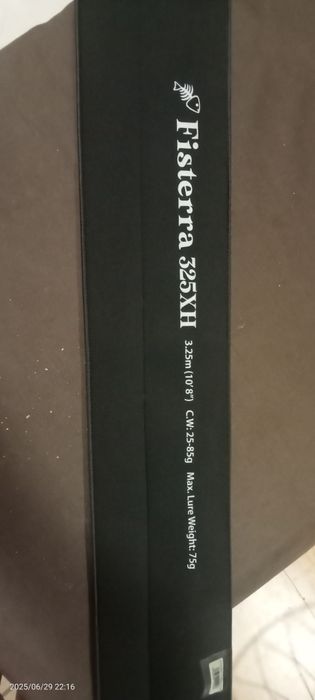 Fisterra 325XH
3.25m (10'8") C.W: 25-85g Max. Lure Weight: 75g
2025/06/29 22:16